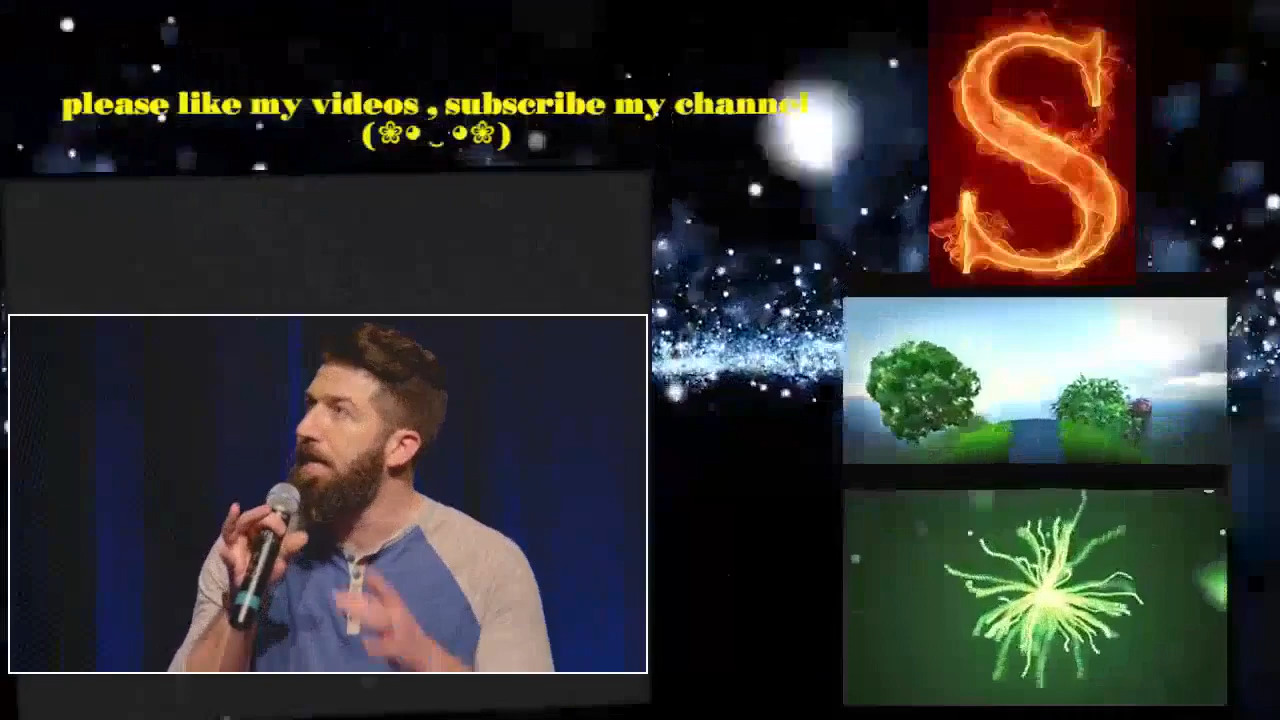 please like my videos , subscribe my channel
(❀◕ ‿ ◕❀)
S